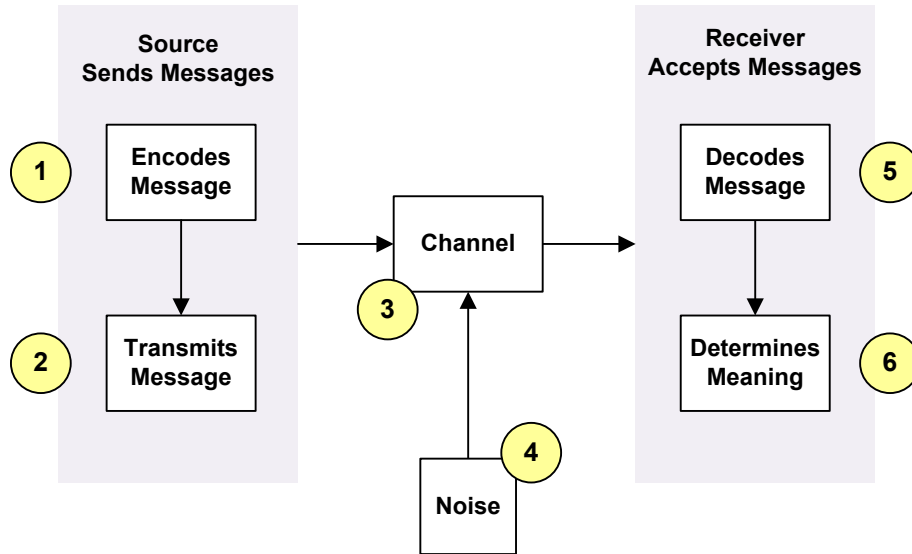 Source
Sends Messages
1
Encodes
Message
2
Transmits
Message
Channel
3
4
Noise
Receiver
Accepts Messages
Decodes
Message
5
Determines
Meaning
6